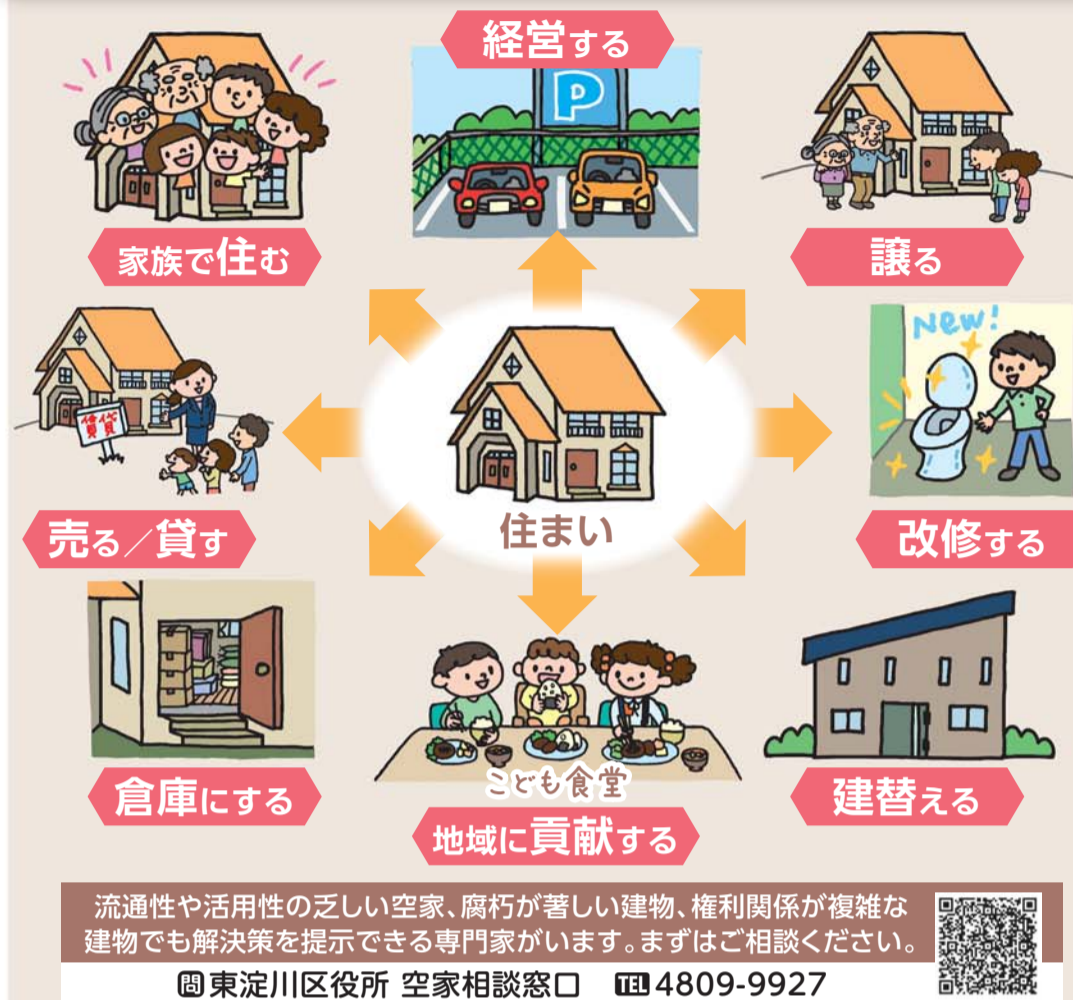 経営する
P
家族で住む
譲る
New!
賃貸
売る／貸す
住まい
改修する
倉庫にする
こども食堂
地域に貢献する
建替える
流通性や活用性の乏しい空家、腐朽が著しい建物、権利関係が複雑な
建物でも解決策を提示できる専門家がいます。まずはご相談ください。
問東淀川区役所 空家相談窓口 TEL 4809-9927